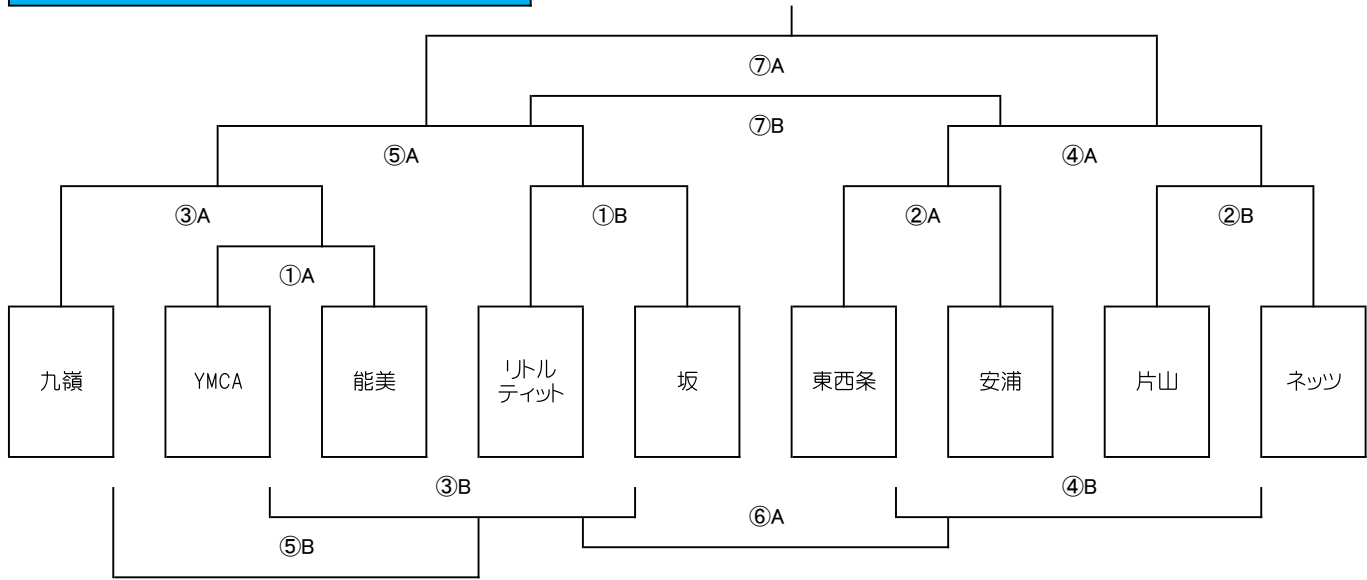 ⑦A
⑦B
⑤A
④A
③A
①B
②A
②B
①A
九嶺
YMCA
能美
リトル
ティット
坂
東西条
安浦
片山
ネッツ
③B
④B
⑥A
⑤B